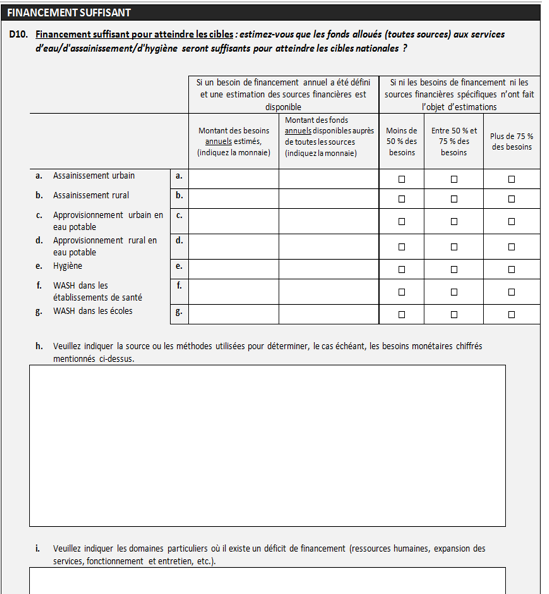 FINANCEMENT SUFFISANT
D10. Financement suffisant pour atteindre les cibles : estimez-vous que les fonds alloués (toutes sources) aux services
d'eau/d'assainissement/d'hygiène seront suffisants pour atteindre les cibles nationales ?
Si un besoin de financement annuel a été défini
et une estimation des sources financières est
disponible
Si ni les besoins de financement ni les
sources financières spécifiques n'ont fait
l'objet d'estimations
Montant des besoins
annuels estimés,
(indiquez la monnaie)
Montant des fonds
annuels disponibles auprès
de toutes les sources
(indiquez la monnaie)
Moins de
50 % des
besoins
Entre 50 % et
75 % des
besoins
Plus de 75 %
des besoins
a. Assainissement urbain a. ☐ ☐ ☐
b. Assainissement rural b. ☐ ☐ ☐
c. Approvisionnement urbain en c. ☐ ☐ ☐
eau potable
d. Approvisionnement rural en d. ☐ ☐ ☐
eau potable
e. Hygiène e. ☐ ☐ ☐
f. WASH dans les f. ☐ ☐ ☐
établissements de santé
g. WASH dans les écoles g. ☐ ☐ ☐
h. Veuillez indiquer la source ou les méthodes utilisées pour déterminer, le cas échéant, les besoins monétaires chiffrés
mentionnés ci-dessus.
i. Veuillez indiquer les domaines particuliers où il existe un déficit de financement (ressources humaines, expansion des
services, fonctionnement et entretien, etc.).